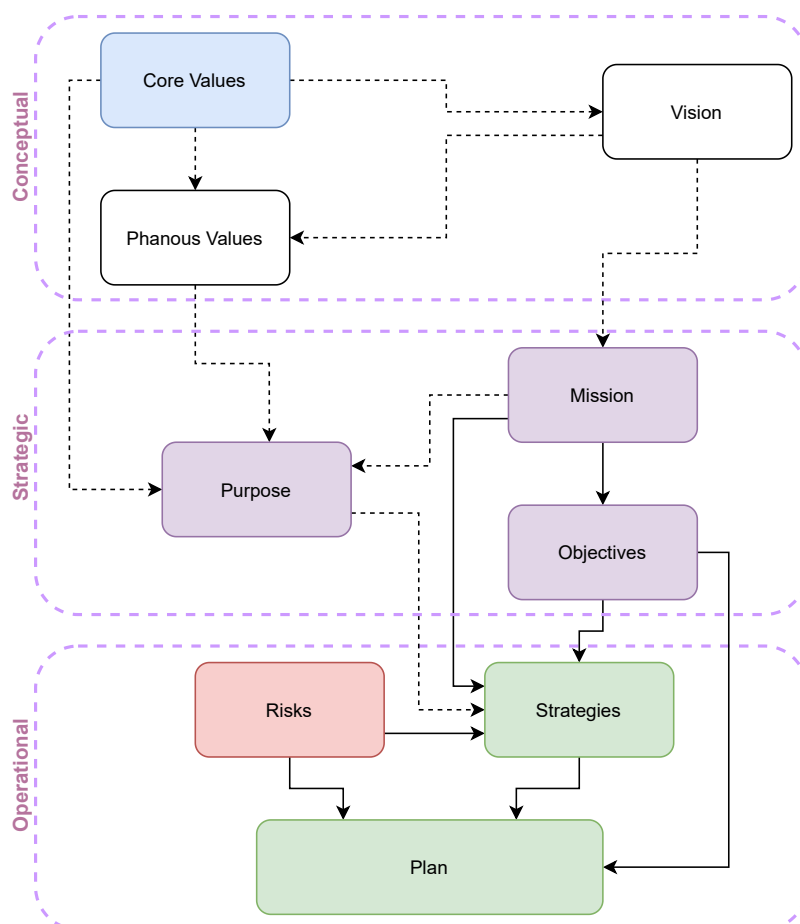 Conceptual
Core Values
Vision
Phanous Values
Strategic
Mission
Purpose
Objectives
Operational
Risks
Strategies
Plan